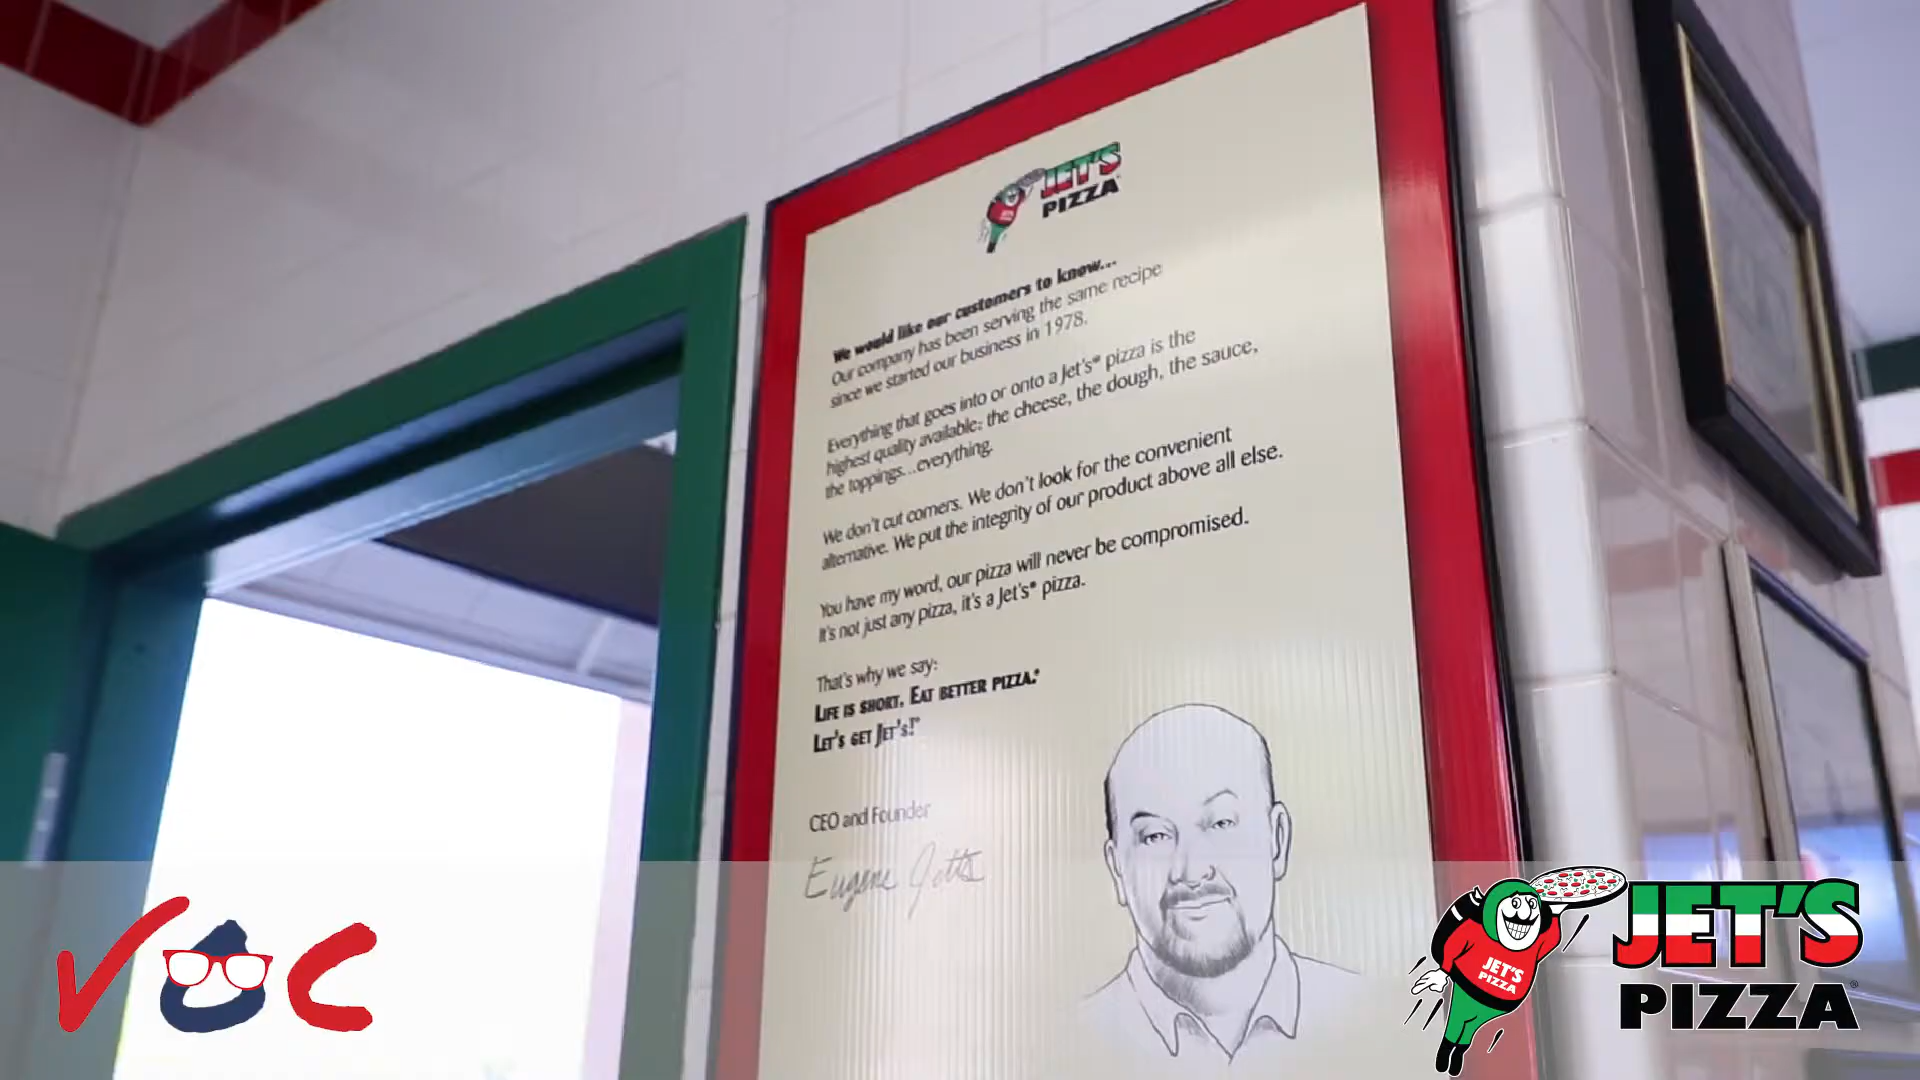 JET'S
PIZZA
We would like our customers to know...
Our company has been serving the same recipe
since we started our business in 1978.
Everything that goes into or onto a Jet's® pizza is the
highest quality available: the cheese, the dough, the sauce,
the toppings...everything.
We don't cut corners. We don't look for the convenient
alternative. We put the integrity of our product above all else.
You have my word, our pizza will never be compromised.
It's not just any pizza, it's a Jet's® pizza.
That's why we say:
LIFE IS SHORT. EAT BETTER PIZZA.®
LET'S GET JET'S!®
CEO and Founder
Eugene Jetts
VOC
JET'S
PIZZA
JET'S
PIZZA®